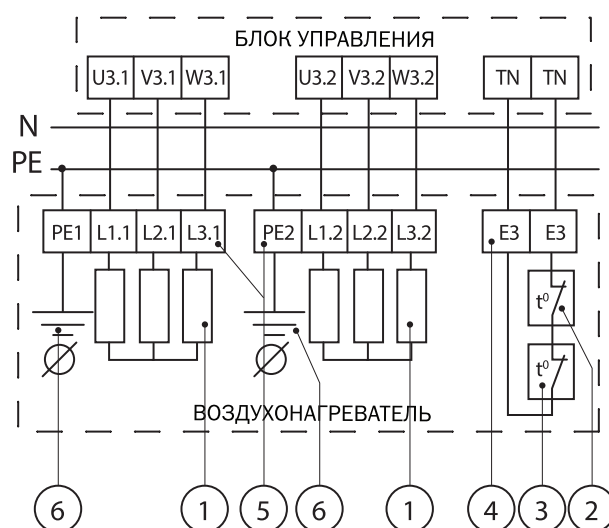 БЛОК УПРАВЛЕНИЯ
U3.1 V3.1 W3.1 U3.2 V3.2 W3.2 TN TN
N
PE
PE1 L1.1 L2.1 L3.1 PE2 L1.2 L2.2 L3.2 E3 E3
t⁰
t⁰
ВОЗДУХОНАГРЕВАТЕЛЬ
6 1 5 6 1 4 3 2